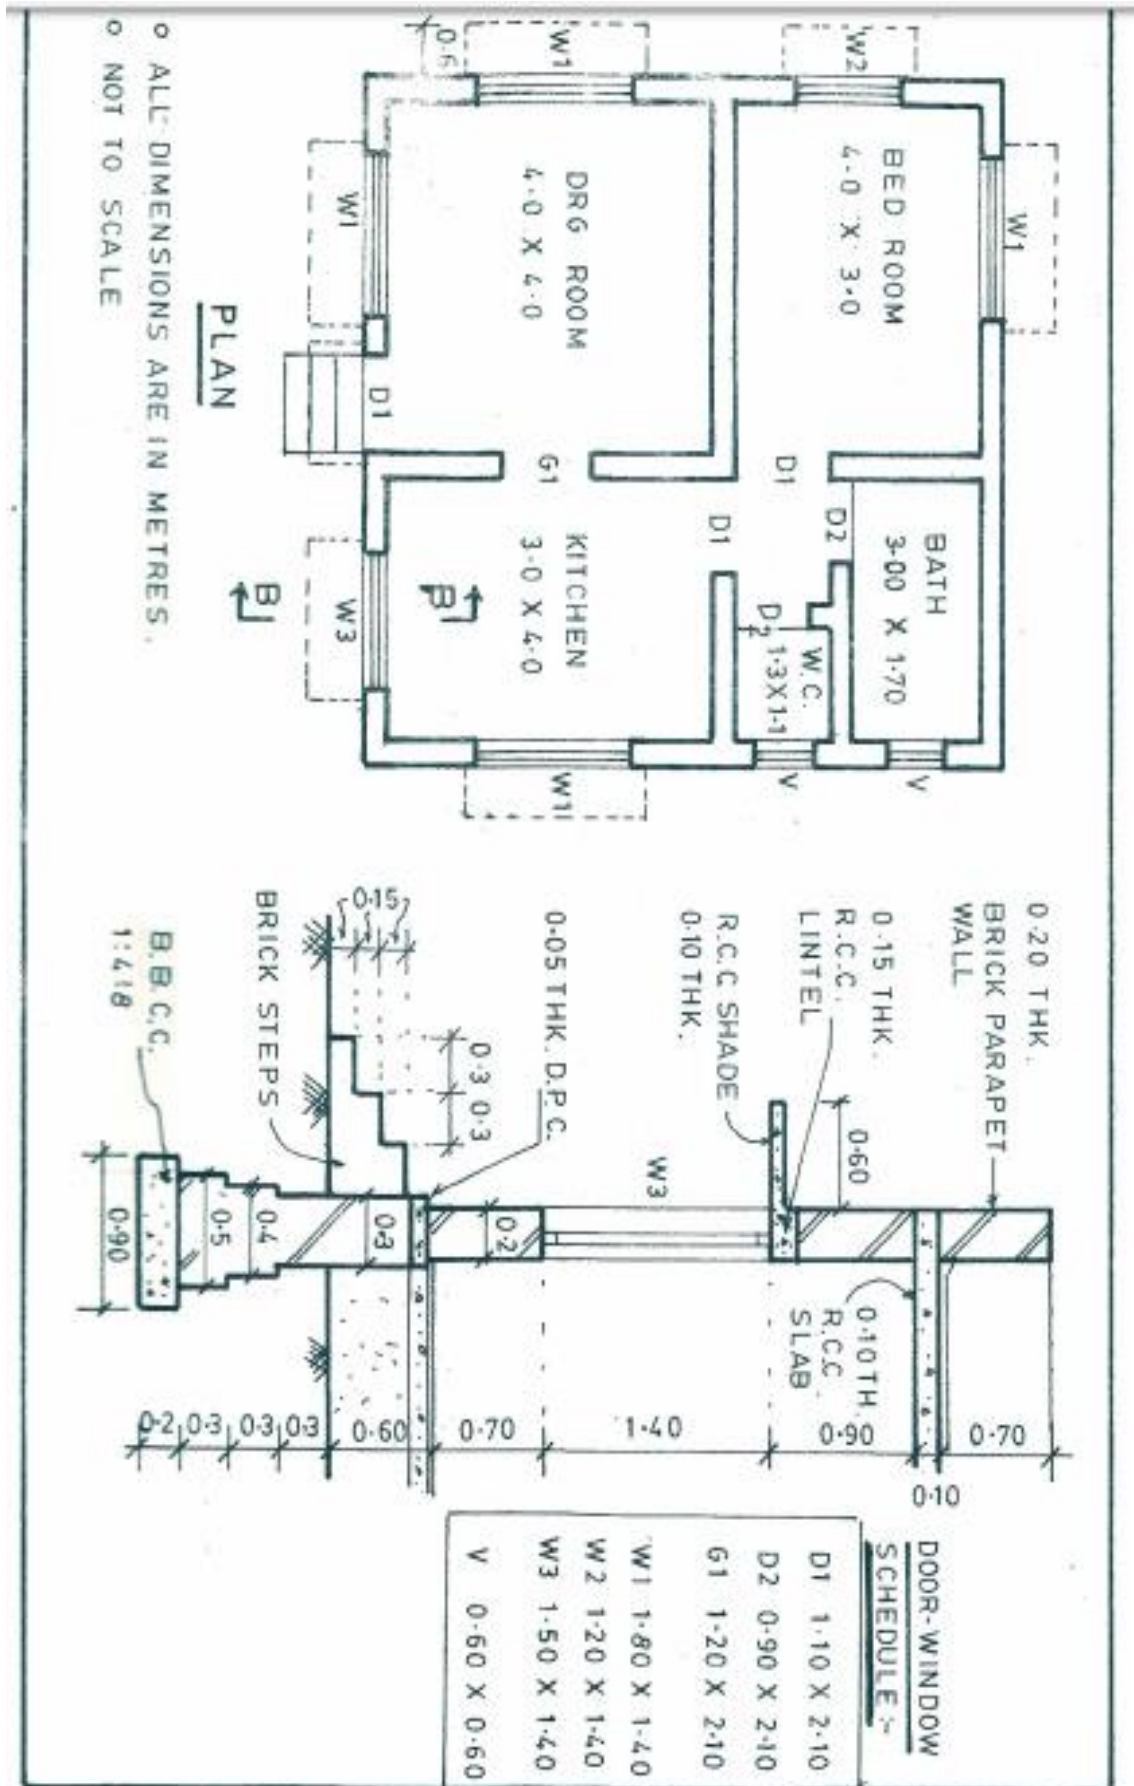 W1
W2
0.6
BED ROOM
4.0 X 3.0
W1
DRG ROOM
4.0 X 4.0
W1
D1
G1
D1
D1
D2
BATH
3.00 X 1.70
KITCHEN
3.0 X 4.0
D2
W.C.
1.3X1.1
W3
B1
B1
W1
V
V
PLAN
o ALL DIMENSIONS ARE IN METRES.
o NOT TO SCALE
0.20 THK.
BRICK PARAPET
WALL
0.15 THK.
R.C.C.
LINTEL
R.C.C SHADE
0.10 THK.
0.60
W3
0.05 THK. D.P.C.
0.15
0.3 0.3
BRICK STEPS
B.B.C.C.
1:4:8
0.90
0.5
0.4
0.3
0.2
0.10 TH.
R.C.C.
SLAB
0.70
0.10
0.90
1.40
0.70
0.60
0.3
0.3
0.3
0.2
DOOR-WINDOW
SCHEDULE :-
D1 1.10 X 2.10
D2 0.90 X 2.10
G1 1.20 X 2.10
W1 1.80 X 1.40
W2 1.20 X 1.40
W3 1.50 X 1.40
V 0.60 X 0.60